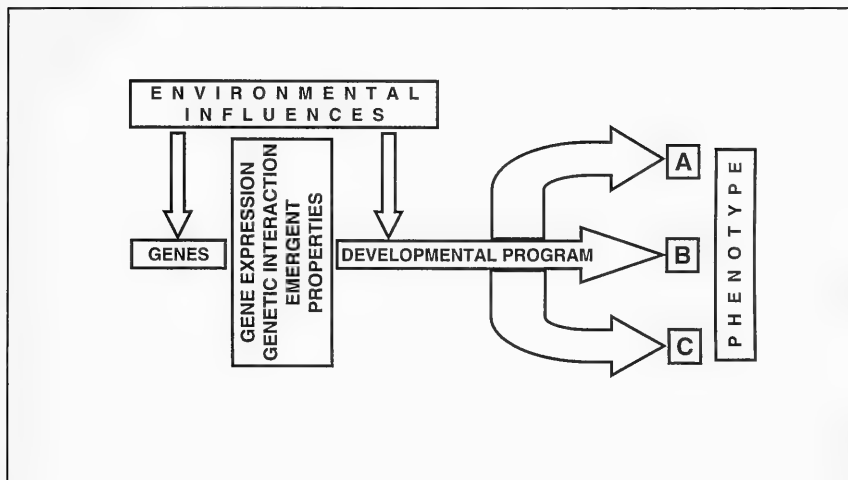 ENVIRONMENTAL
INFLUENCES
GENES
GENE EXPRESSION
GENETIC INTERACTION
EMERGENT
PROPERTIES
DEVELOPMENTAL PROGRAM
A
B
C
PHENOTYPE